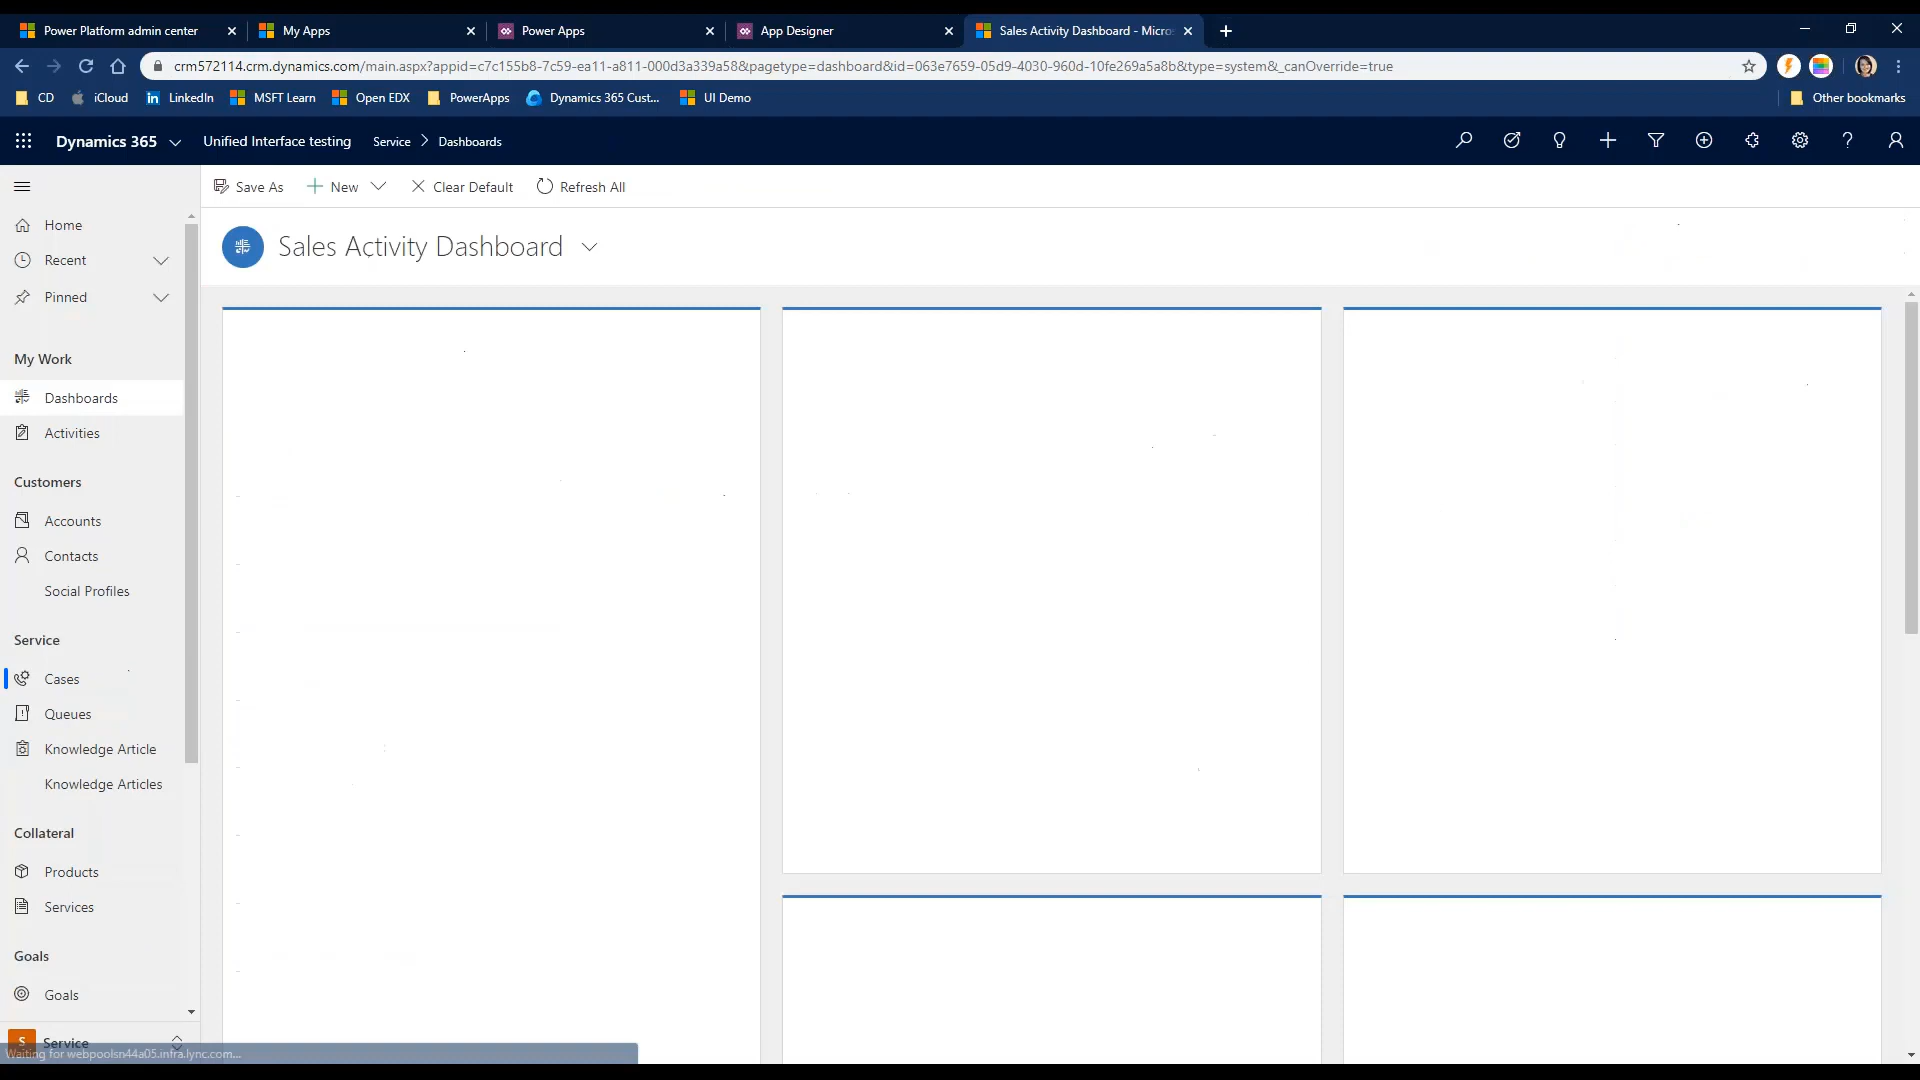 Power Platform admin center
My Apps
Power Apps
App Designer
Sales Activity Dashboard - Micro
crm572114.crm.dynamics.com/main.aspx?appid=c7c155b8-7c59-ea11-a811-000d3a339a58&pagetype=dashboard&id=063e7659-05d9-4030-960d-10fe269a5a8b&type=system&_canOverride=true
CD
iCloud
LinkedIn
MSFT Learn
Open EDX
PowerApps
Dynamics 365 Cust...
UI Demo
Other bookmarks
Dynamics 365
Unified Interface testing
Service > Dashboards
Save As
New
Clear Default
Refresh All
Sales Activity Dashboard
Home
Recent
Pinned
My Work
Dashboards
Activities
Customers
Accounts
Contacts
Social Profiles
Service
Cases
Queues
Knowledge Article
Knowledge Articles
Collateral
Products
Services
Goals
Goals
S Service
Waiting for webpoolsn44a05.infra.lync.com...